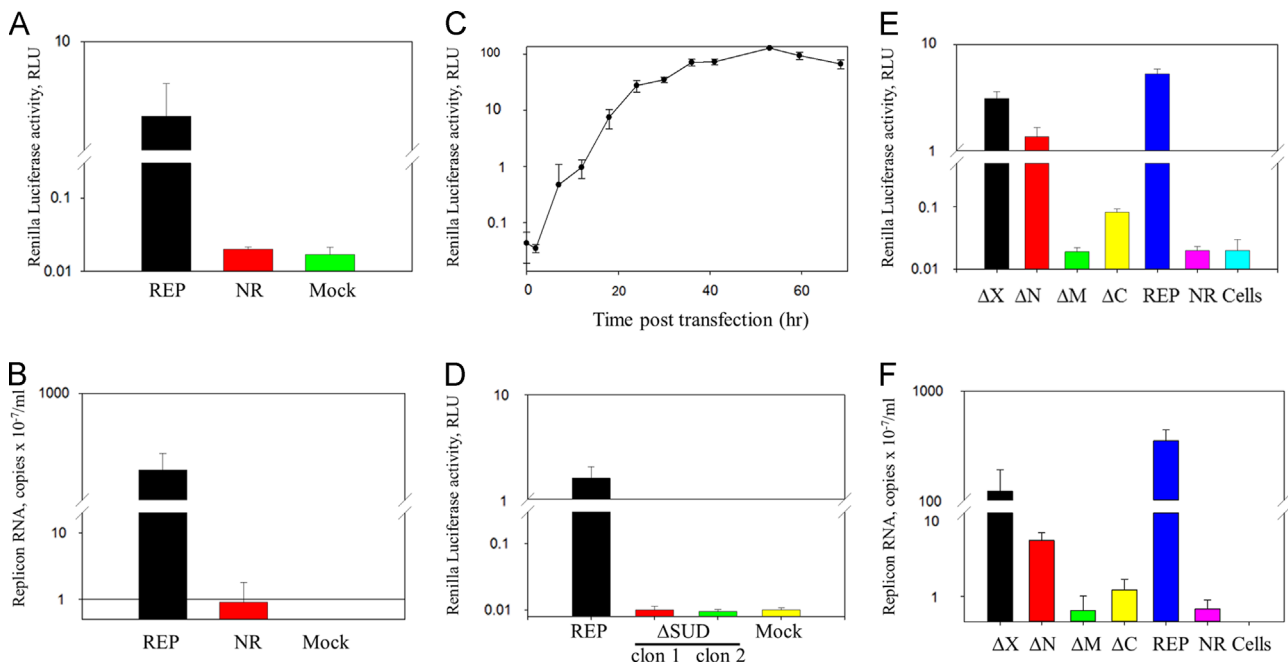 A
Renilla Luciferase activity, RLU
10
0.1
0.01
REP NR Mock
B
Replicon RNA, copies x 10⁻⁷/ml
1000
10
1
REP NR Mock
C
Renilla Luciferase activity, RLU
100
10
1
0.1
0 20 40 60
Time post transfection (hr)
D
Renilla Luciferase activity, RLU
10
1
0.1
0.01
REP ΔSUD Mock
clon 1 clon 2
E
Renilla Luciferase activity, RLU
10
1
0.1
0.01
ΔX ΔN ΔM ΔC REP NR Cells
F
Replicon RNA, copies x 10⁻⁷/ml
1000
100
10
1
ΔX ΔN ΔM ΔC REP NR Cells